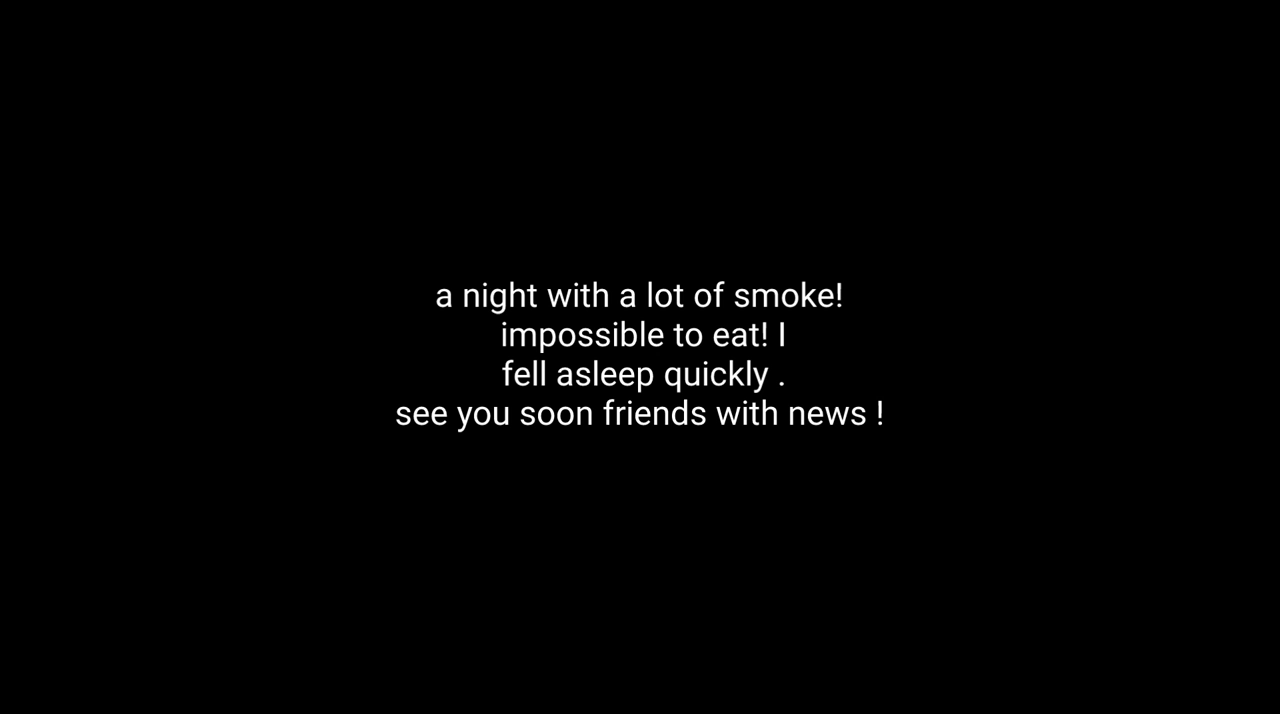 a night with a lot of smoke!
impossible to eat! I
fell asleep quickly .
see you soon friends with news !